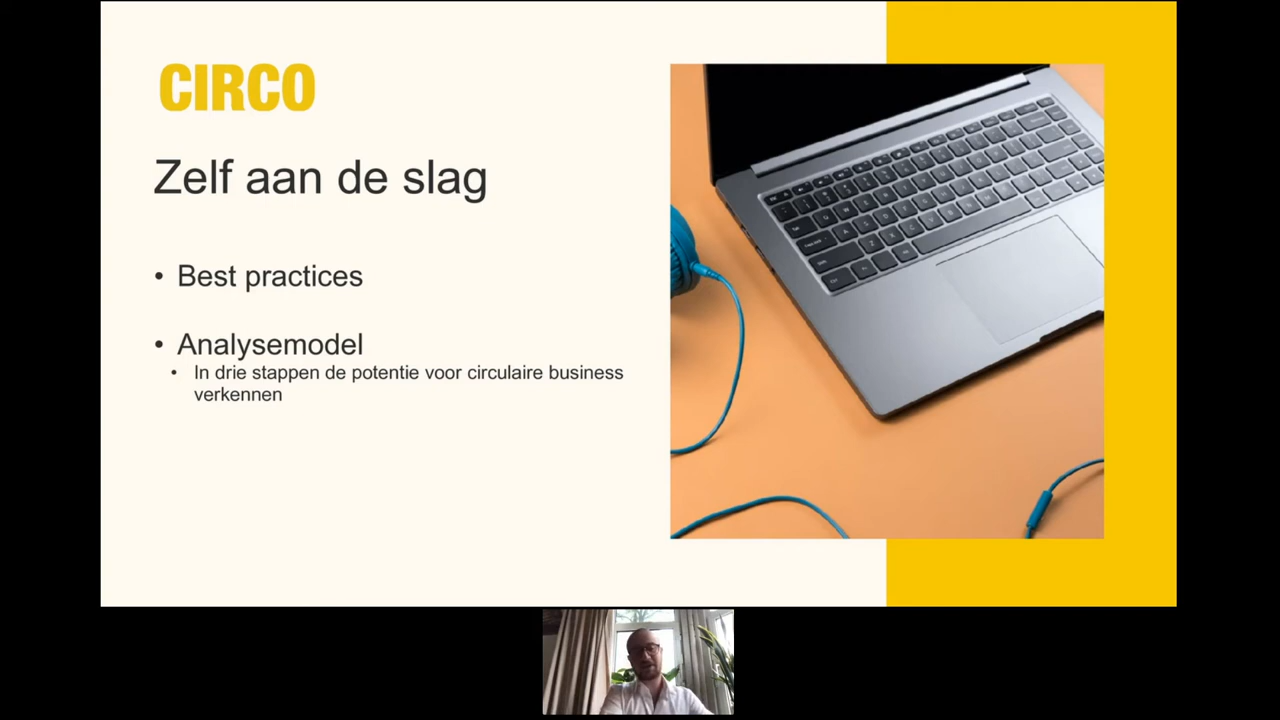 CIRCO
Zelf aan de slag
• Best practices
• Analysemodel
• In drie stappen de potentie voor circulaire business
verkennen